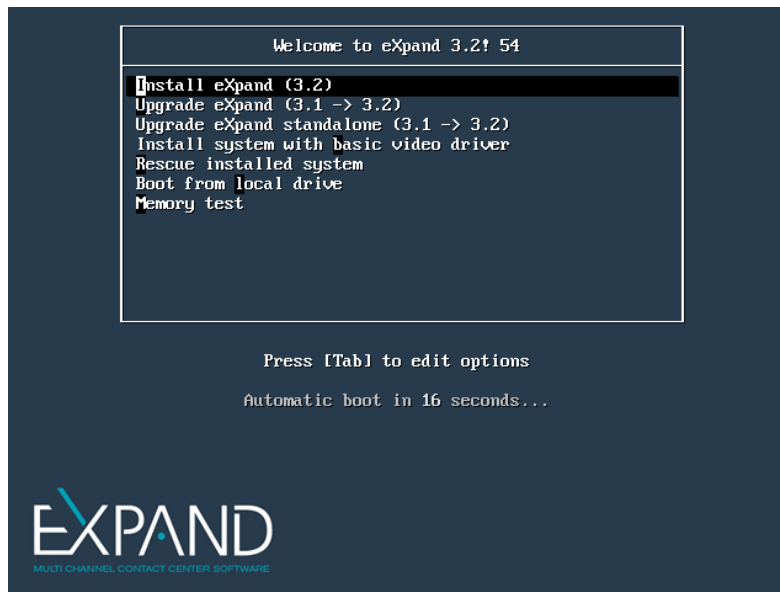 Welcome to eXpand 3.2! 54
Install eXpand (3.2)
Upgrade eXpand (3.1 -> 3.2)
Upgrade eXpand standalone (3.1 -> 3.2)
Install system with basic video driver
Rescue installed system
Boot from local drive
Memory test
Press [Tab] to edit options
Automatic boot in 16 seconds...
EXPAND
MULTI CHANNEL CONTACT CENTER SOFTWARE